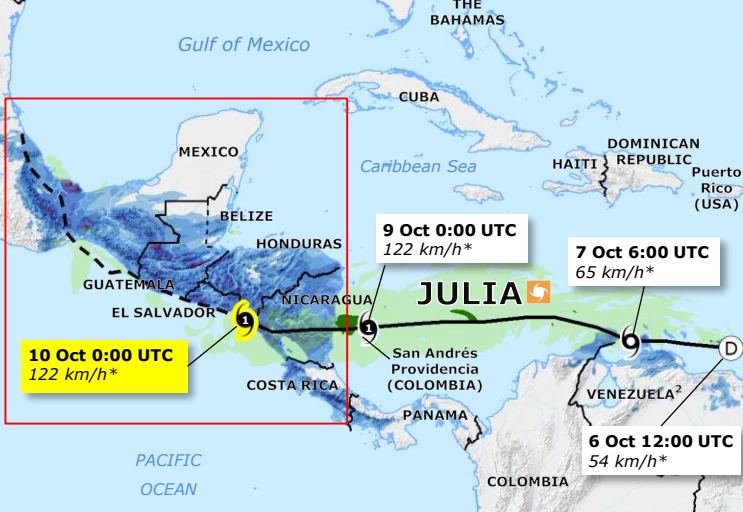 THE
BAHAMAS
Gulf of Mexico
CUBA
MEXICO
Caribbean Sea
HAITI
DOMINICAN
REPUBLIC
Puerto
Rico
(USA)
BELIZE
HONDURAS
9 Oct 0:00 UTC
122 km/h*
7 Oct 6:00 UTC
65 km/h*
GUATEMALA
NICARAGUA
JULIA
EL SALVADOR
1
1
D
10 Oct 0:00 UTC
122 km/h*
San Andrés
Providencia
(COLOMBIA)
COSTA RICA
VENEZUELA²
PANAMA
6 Oct 12:00 UTC
54 km/h*
PACIFIC
OCEAN
COLOMBIA